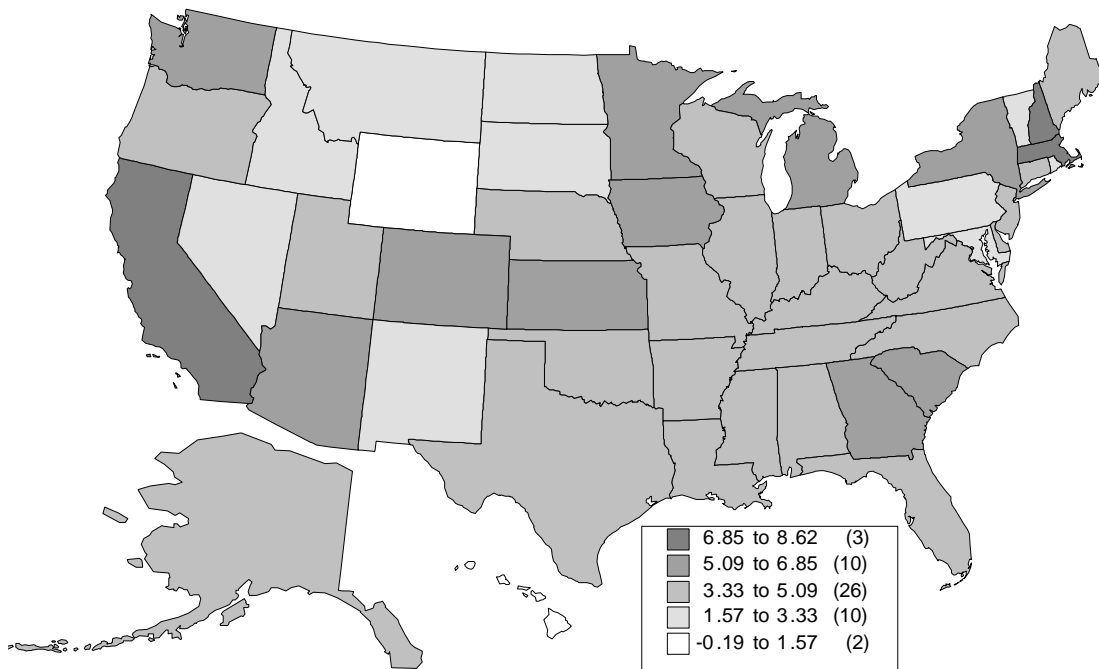 6.85 to 8.62 (3)
5.09 to 6.85 (10)
3.33 to 5.09 (26)
1.57 to 3.33 (10)
-0.19 to 1.57 (2)